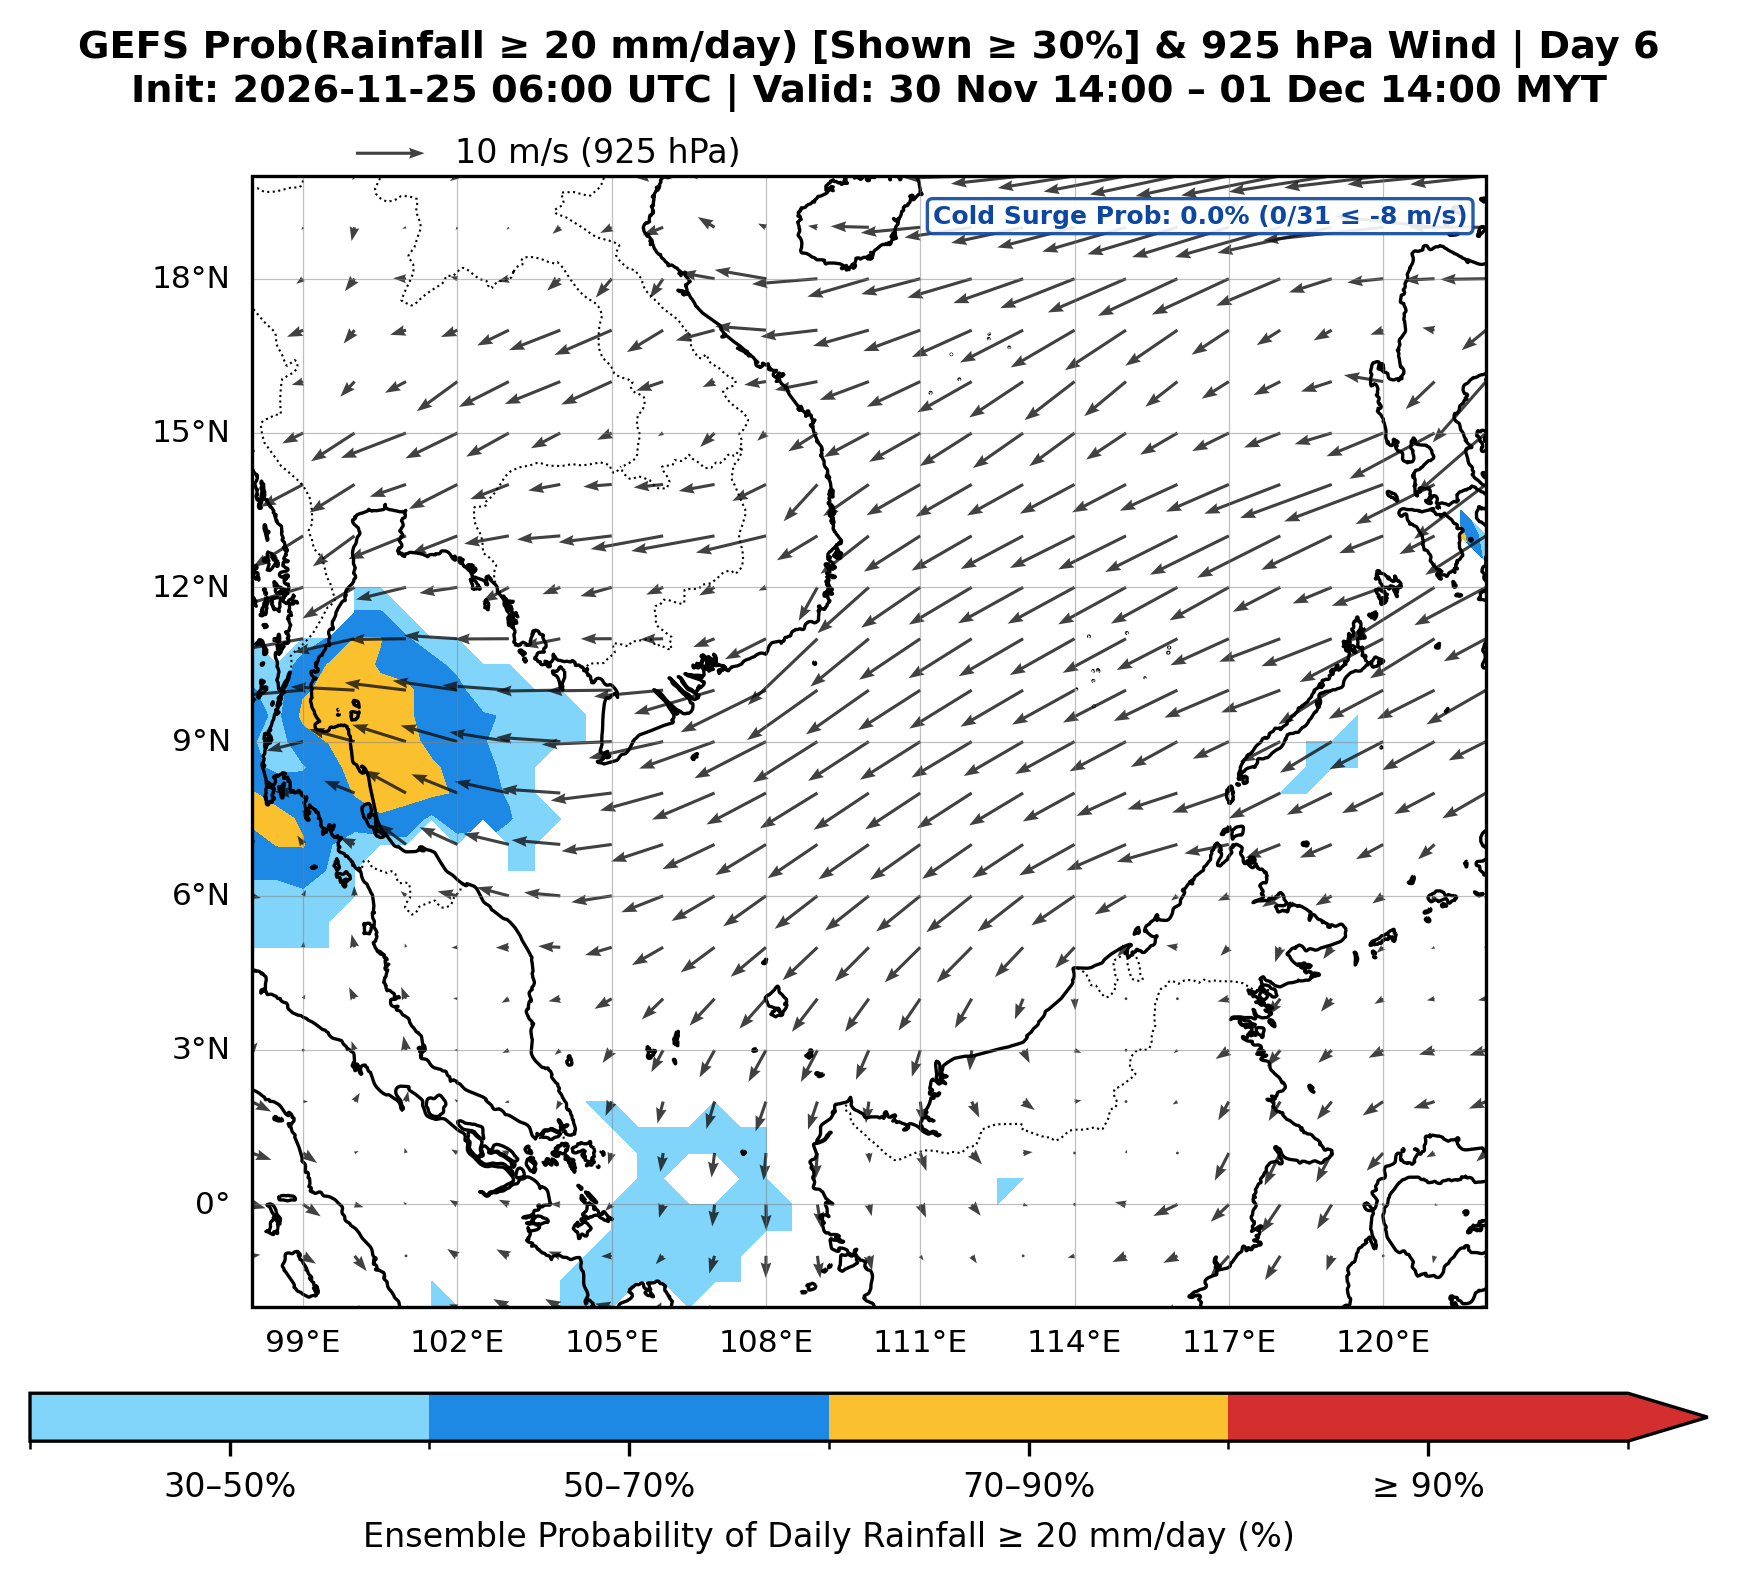 GEFS Prob(Rainfall ≥ 20 mm/day) [Shown ≥ 30%] & 925 hPa Wind | Day 6
Init: 2026-11-25 06:00 UTC | Valid: 30 Nov 14:00 – 01 Dec 14:00 MYT
10 m/s (925 hPa)
Cold Surge Prob: 0.0% (0/31 ≤ -8 m/s)
18°N
15°N
12°N
9°N
6°N
3°N
0°
99°E 102°E 105°E 108°E 111°E 114°E 117°E 120°E
30–50% 50–70% 70–90% ≥ 90%
Ensemble Probability of Daily Rainfall ≥ 20 mm/day (%)